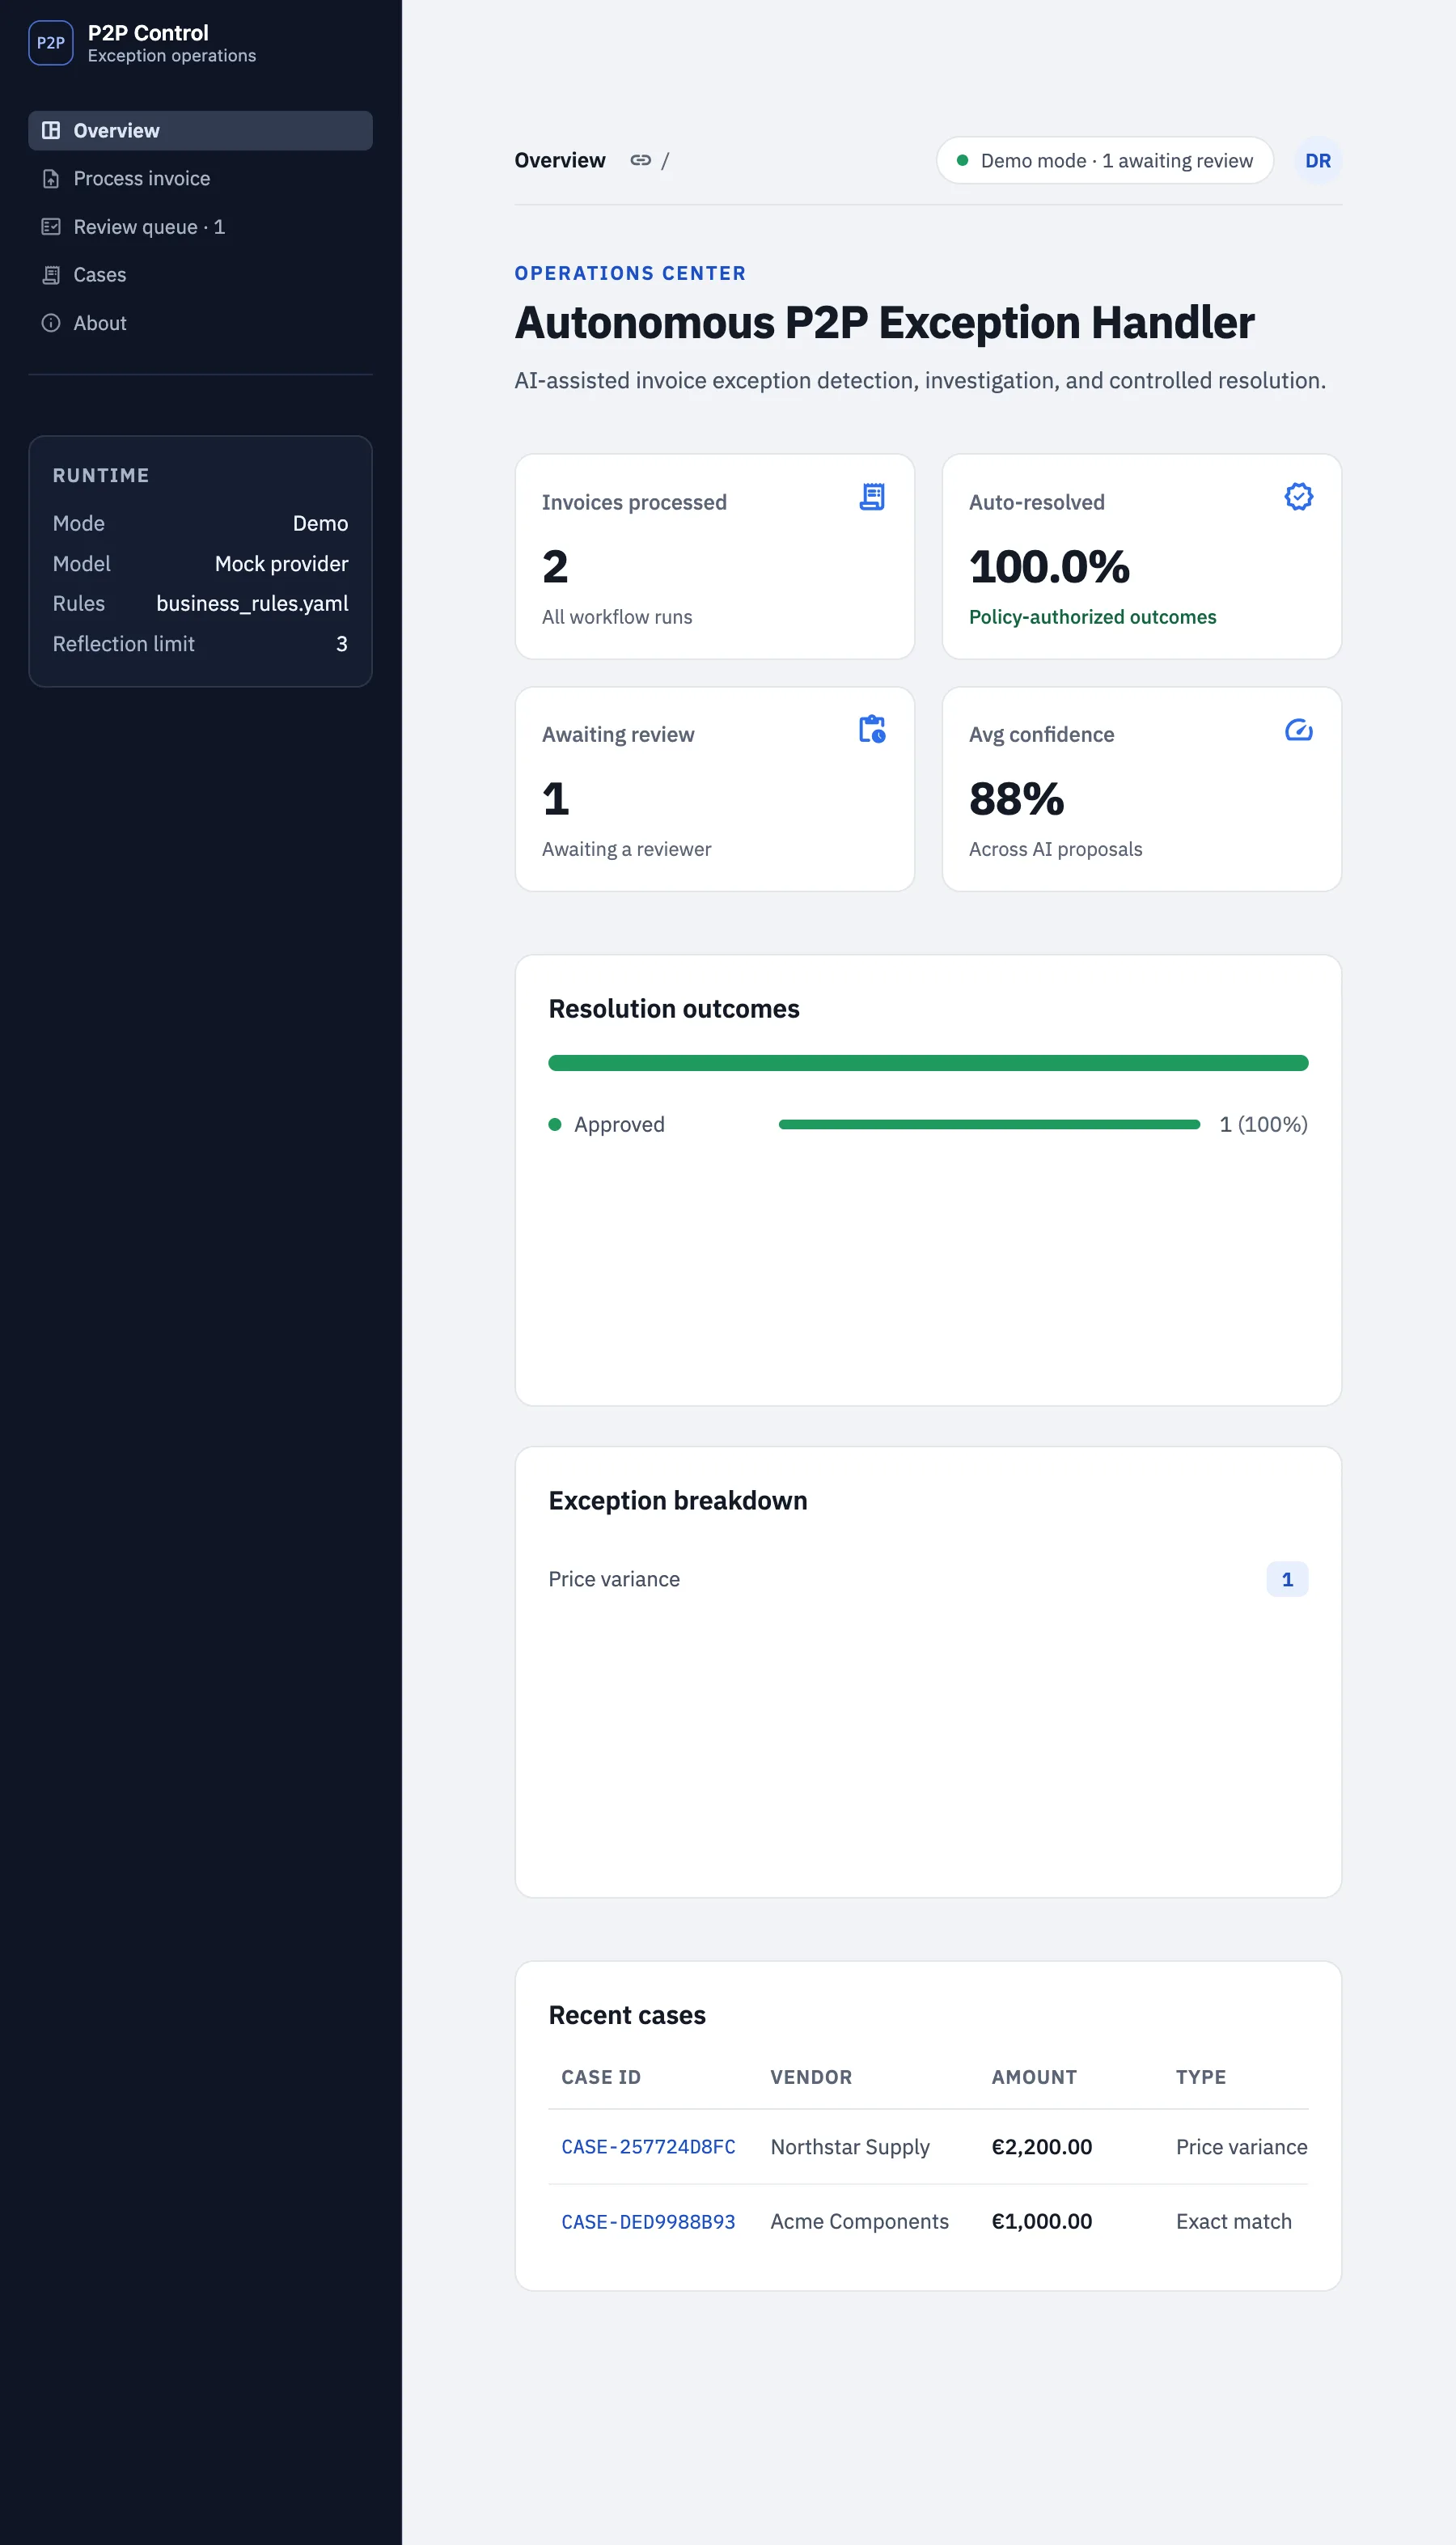 P2P
P2P Control
Exception operations
Overview
Process invoice
Review queue · 1
Cases
About
RUNTIME
Mode Demo
Model Mock provider
Rules business_rules.yaml
Reflection limit 3
Overview /
Demo mode · 1 awaiting review
DR
OPERATIONS CENTER
Autonomous P2P Exception Handler
AI-assisted invoice exception detection, investigation, and controlled resolution.
Invoices processed
2
All workflow runs
Auto-resolved
100.0%
Policy-authorized outcomes
Awaiting review
1
Awaiting a reviewer
Avg confidence
88%
Across AI proposals
Resolution outcomes
Approved 1 (100%)
Exception breakdown
Price variance 1
Recent cases
CASE ID VENDOR AMOUNT TYPE
CASE-257724D8FC Northstar Supply €2,200.00 Price variance
CASE-DED9988B93 Acme Components €1,000.00 Exact match